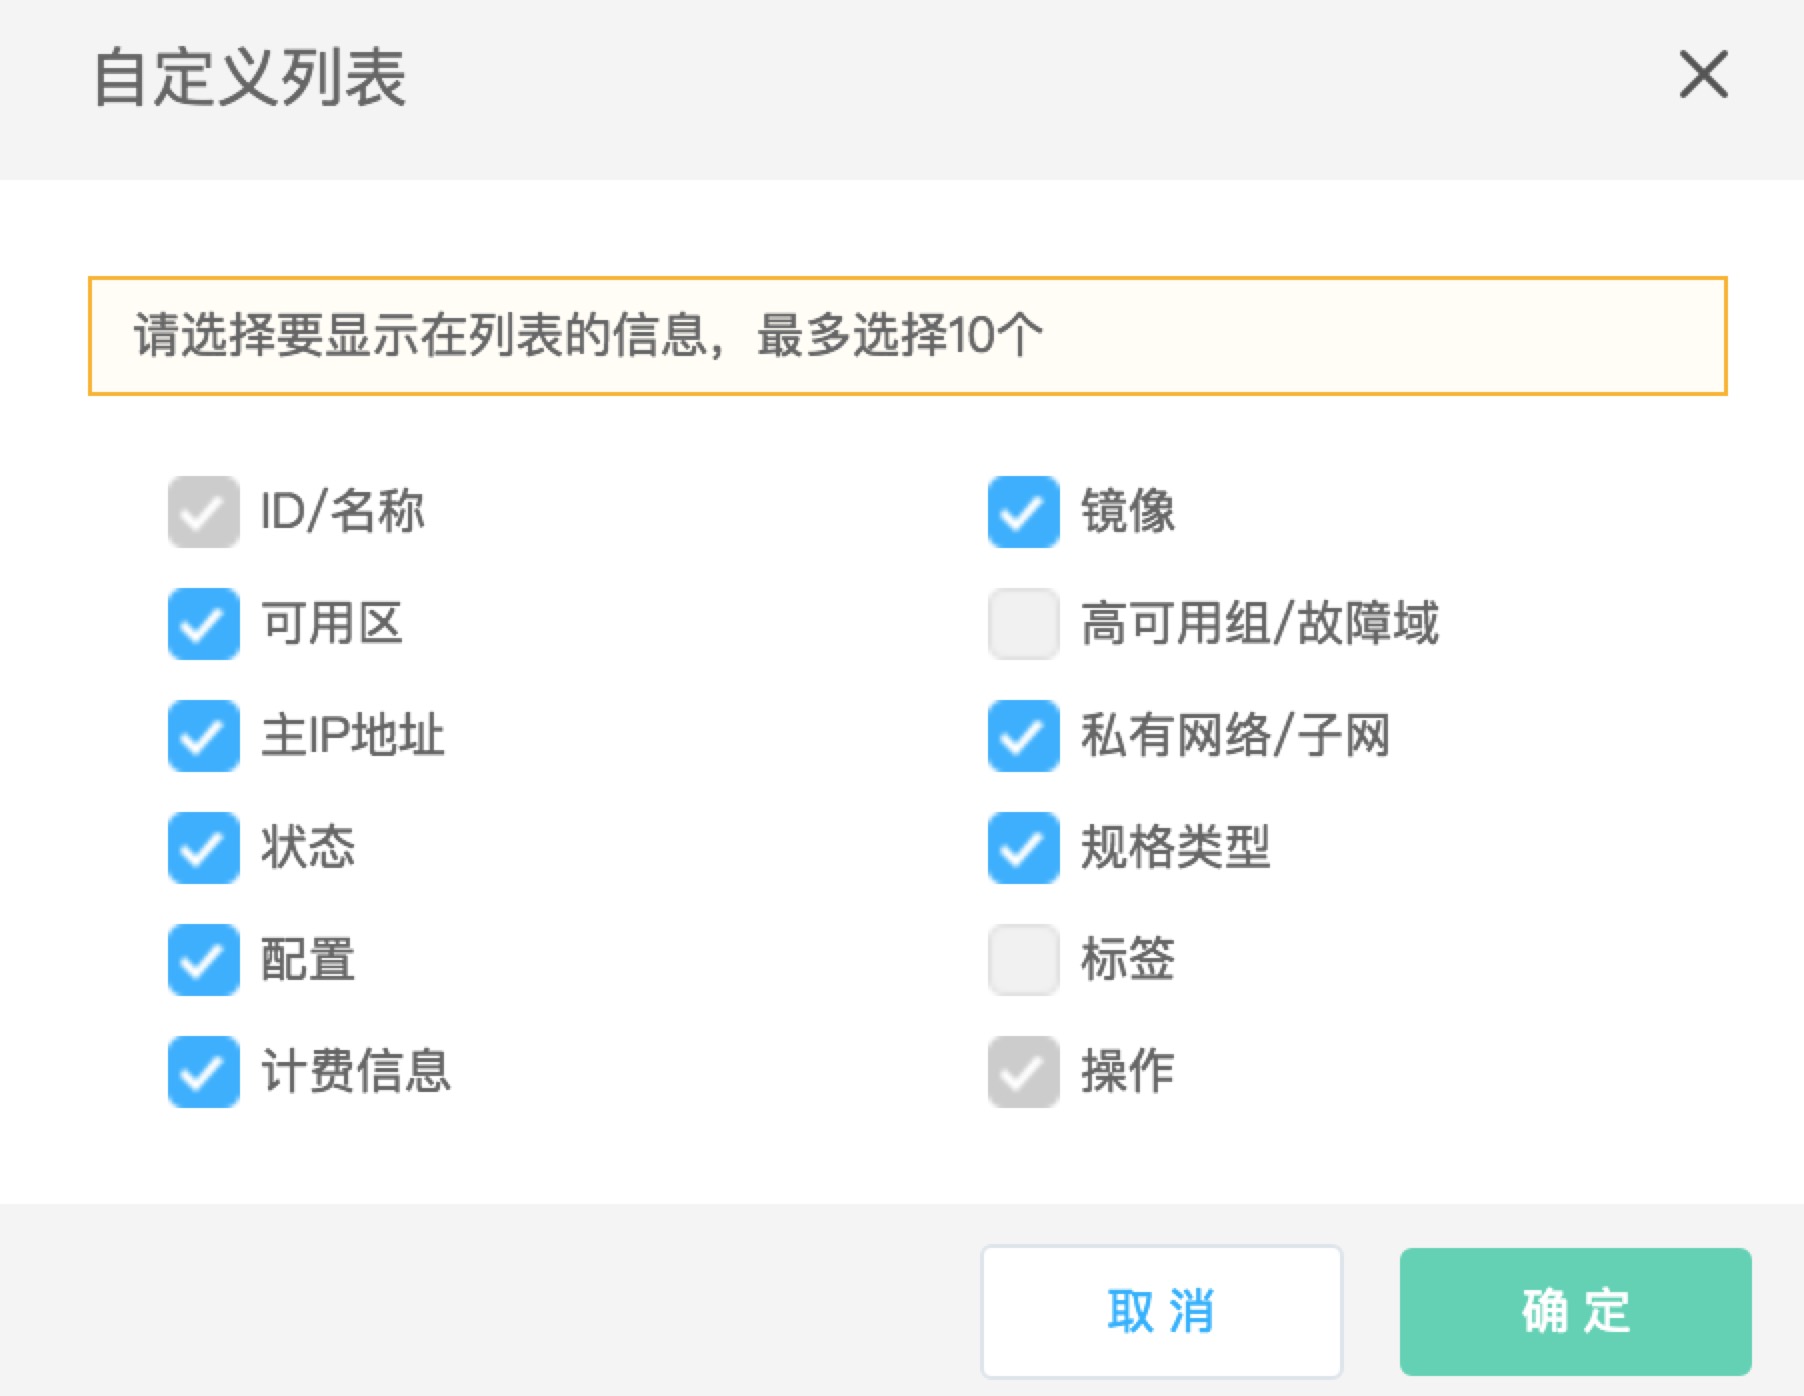 自定义列表
请选择要显示在列表的信息，最多选择10个
ID/名称
镜像
可用区
高可用组/故障域
主IP地址
私有网络/子网
状态
规格类型
配置
标签
计费信息
操作
取消
确定